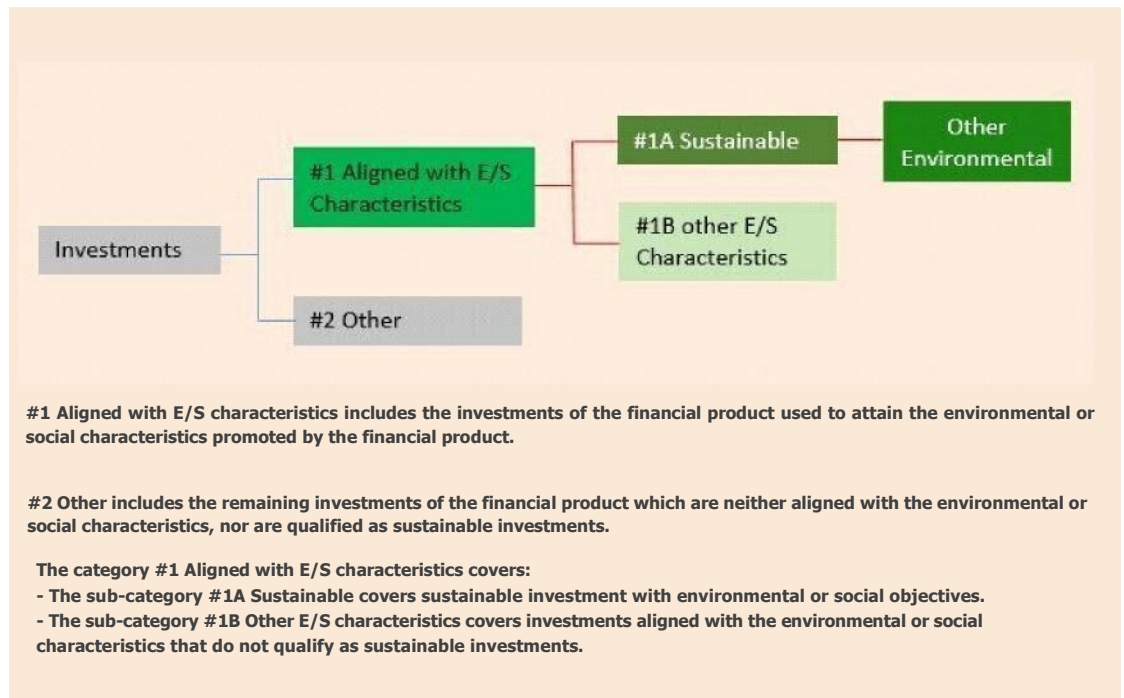 Other
Environmental
#1A Sustainable
#1 Aligned with E/S
Characteristics
#1B other E/S
Characteristics
Investments
#2 Other
#1 Aligned with E/S characteristics includes the investments of the financial product used to attain the environmental or
social characteristics promoted by the financial product.
#2 Other includes the remaining investments of the financial product which are neither aligned with the environmental or
social characteristics, nor are qualified as sustainable investments.
The category #1 Aligned with E/S characteristics covers:
- The sub-category #1A Sustainable covers sustainable investment with environmental or social objectives.
- The sub-category #1B Other E/S characteristics covers investments aligned with the environmental or social
characteristics that do not qualify as sustainable investments.